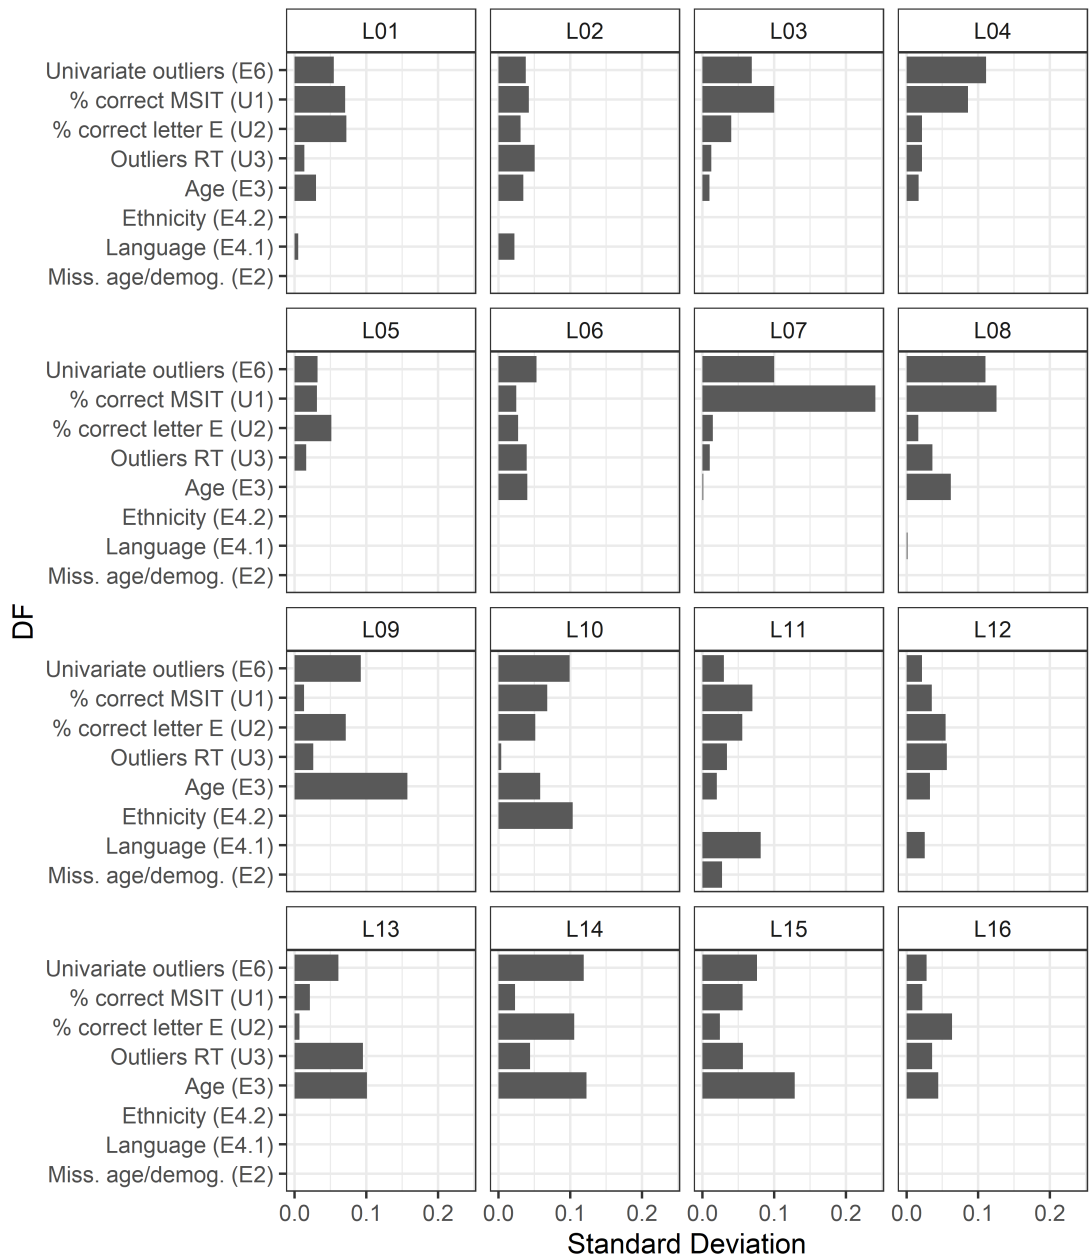 L01 L02 L03 L04
Univariate outliers (E6)
% correct MSIT (U1)
% correct letter E (U2)
Outliers RT (U3)
Age (E3)
Ethnicity (E4.2)
Language (E4.1)
Miss. age/demog. (E2)
L05 L06 L07 L08
Univariate outliers (E6)
% correct MSIT (U1)
% correct letter E (U2)
Outliers RT (U3)
Age (E3)
Ethnicity (E4.2)
Language (E4.1)
Miss. age/demog. (E2)
DF
L09 L10 L11 L12
Univariate outliers (E6)
% correct MSIT (U1)
% correct letter E (U2)
Outliers RT (U3)
Age (E3)
Ethnicity (E4.2)
Language (E4.1)
Miss. age/demog. (E2)
L13 L14 L15 L16
Univariate outliers (E6)
% correct MSIT (U1)
% correct letter E (U2)
Outliers RT (U3)
Age (E3)
Ethnicity (E4.2)
Language (E4.1)
Miss. age/demog. (E2)
0.0 0.1 0.2 0.0 0.1 0.2 0.0 0.1 0.2 0.0 0.1 0.2
Standard Deviation